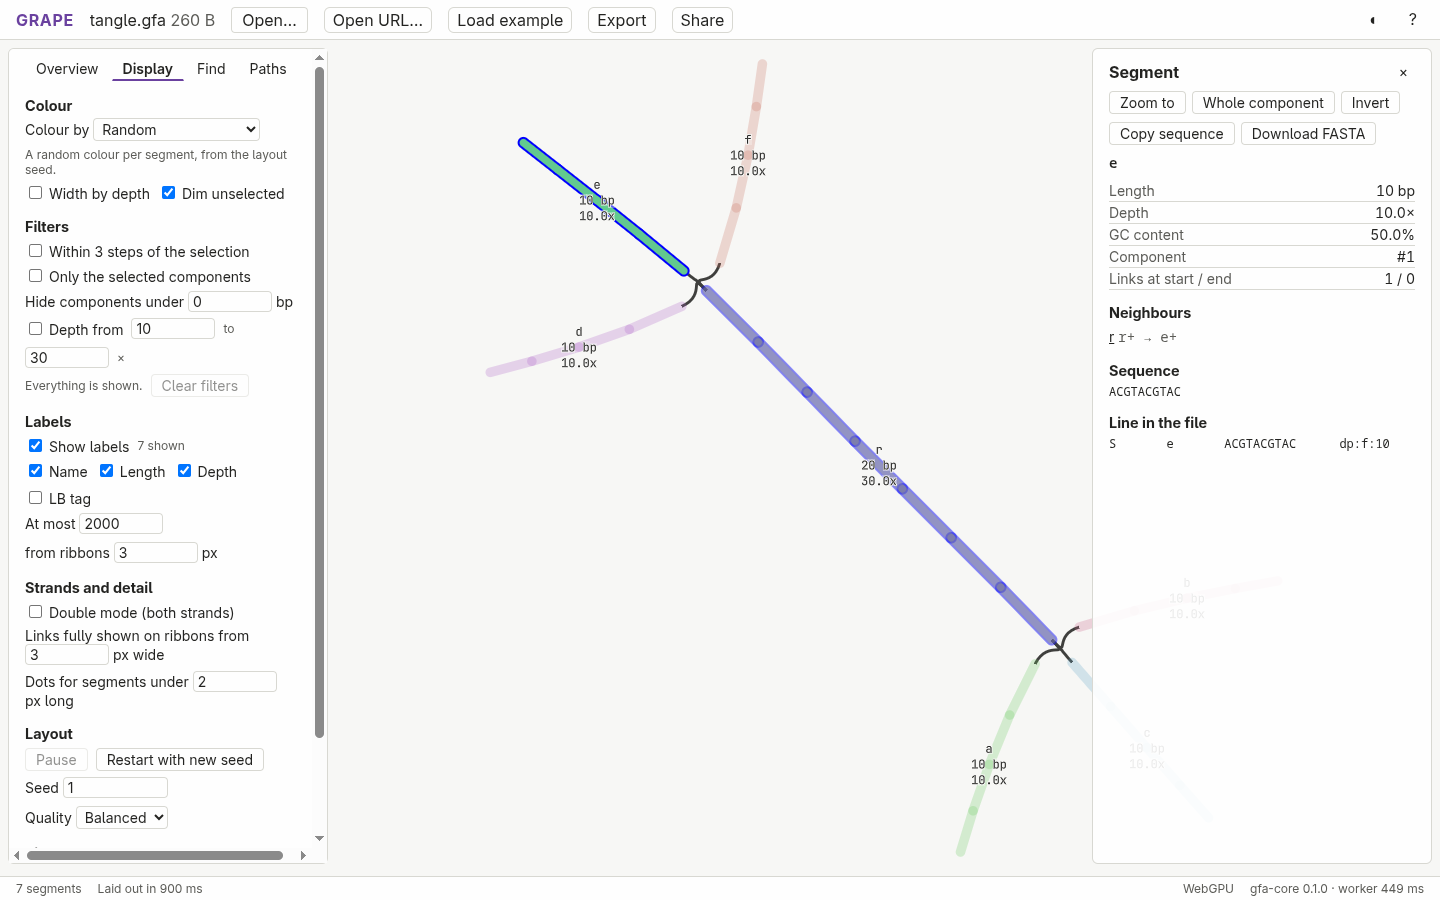 GRAPE tangle.gfa 260 B Open... Open URL... Load example Export Share ?
Overview Display Find Paths
Colour
Colour by Random
A random colour per segment, from the layout
seed.
Width by depth Dim unselected
Filters
Within 3 steps of the selection
Only the selected components
Hide components under 0 bp
Depth from 10 to
30 ×
Everything is shown. Clear filters
Labels
Show labels 7 shown
Name Length Depth
LB tag
At most 2000
from ribbons 3 px
Strands and detail
Double mode (both strands)
Links fully shown on ribbons from
3 px wide
Dots for segments under 2
px long
Layout
Pause Restart with new seed
Seed 1
Quality Balanced
f
10 bp
10.0x
e
10 bp
10.0x
d
10 bp
10.0x
r
20 bp
30.0x
a
10 bp
10.0x
b
10 bp
10.0x
c
10 bp
10.0x
Segment ×
Zoom to Whole component Invert
Copy sequence Download FASTA
e
Length 10 bp
Depth 10.0×
GC content 50.0%
Component #1
Links at start / end 1 / 0
Neighbours
r r+ → e+
Sequence
ACGTACGTAC
Line in the file
S e ACGTACGTAC dp:f:10
7 segments Laid out in 900 ms WebGPU gfa-core 0.1.0 · worker 449 ms